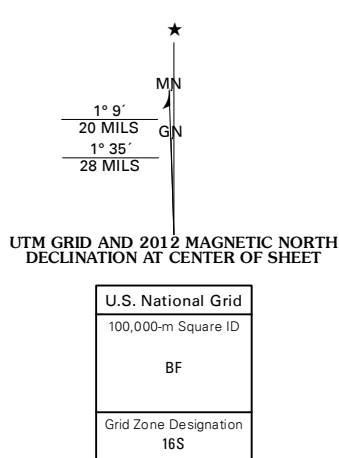 ★
MN
1° 9´
20 MILS
GN
1° 35´
28 MILS
UTM GRID AND 2012 MAGNETIC NORTH
DECLINATION AT CENTER OF SHEET
U.S. National Grid
100,000-m Square ID
BF
Grid Zone Designation
16S